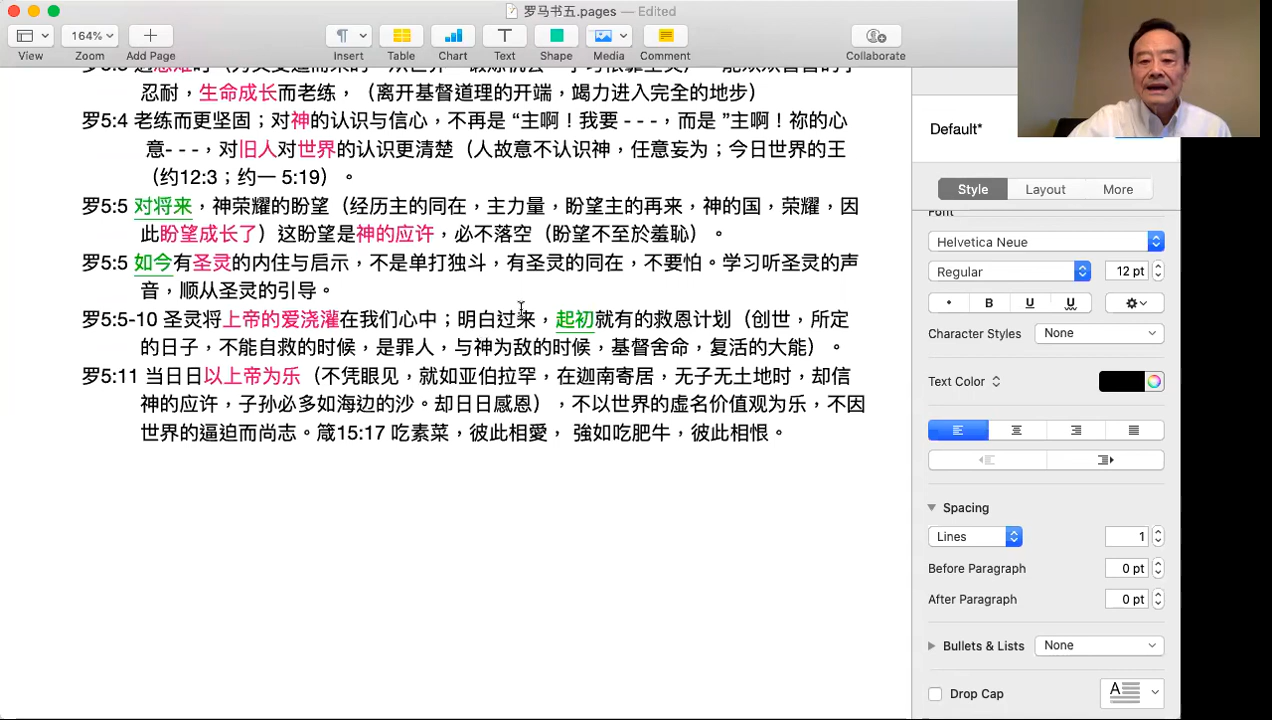 罗马书五.pages — Edited
164%
View
Zoom
Add Page
Insert
Table
Chart
Text
Shape
Media
Comment
Collaborate
忍耐，生命成长而老练，（离开基督道理的开端，竭力进入完全的地步）
罗5:4 老练而更坚固；对神的认识与信心，不再是 “主啊！我要 - - -，而是 ”主啊！祢的心
意- - -，对旧人对世界的认识更清楚（人故意不认识神，任意妄为；今日世界的王
（约12:3；约一 5:19）。
罗5:5 对将来，神荣耀的盼望（经历主的同在，主力量，盼望主的再来，神的国，荣耀，因
此盼望成长了）这盼望是神的应许，必不落空（盼望不至於羞恥）。
罗5:5 如今有圣灵的内住与启示，不是单打独斗，有圣灵的同在，不要怕。学习听圣灵的声
音，顺从圣灵的引导。
罗5:5-10 圣灵将上帝的爱浇灌在我们心中；明白过来，起初就有的救恩计划（创世，所定
的日子，不能自救的时候，是罪人，与神为敌的时候，基督舍命，复活的大能）。
罗5:11 当日日以上帝为乐（不凭眼见，就如亚伯拉罕，在迦南寄居，无子无土地时，却信
神的应许，子孙必多如海边的沙。却日日感恩），不以世界的虚名价值观为乐，不因
世界的逼迫而尚志。箴15:17 吃素菜，彼此相愛， 強如吃肥牛，彼此相恨。
Default*
Style
Layout
More
Font
Helvetica Neue
Regular
12 pt
B
U
U
Character Styles
None
Text Color
Spacing
Lines
1
Before Paragraph
0 pt
After Paragraph
0 pt
Bullets & Lists
None
Drop Cap
A